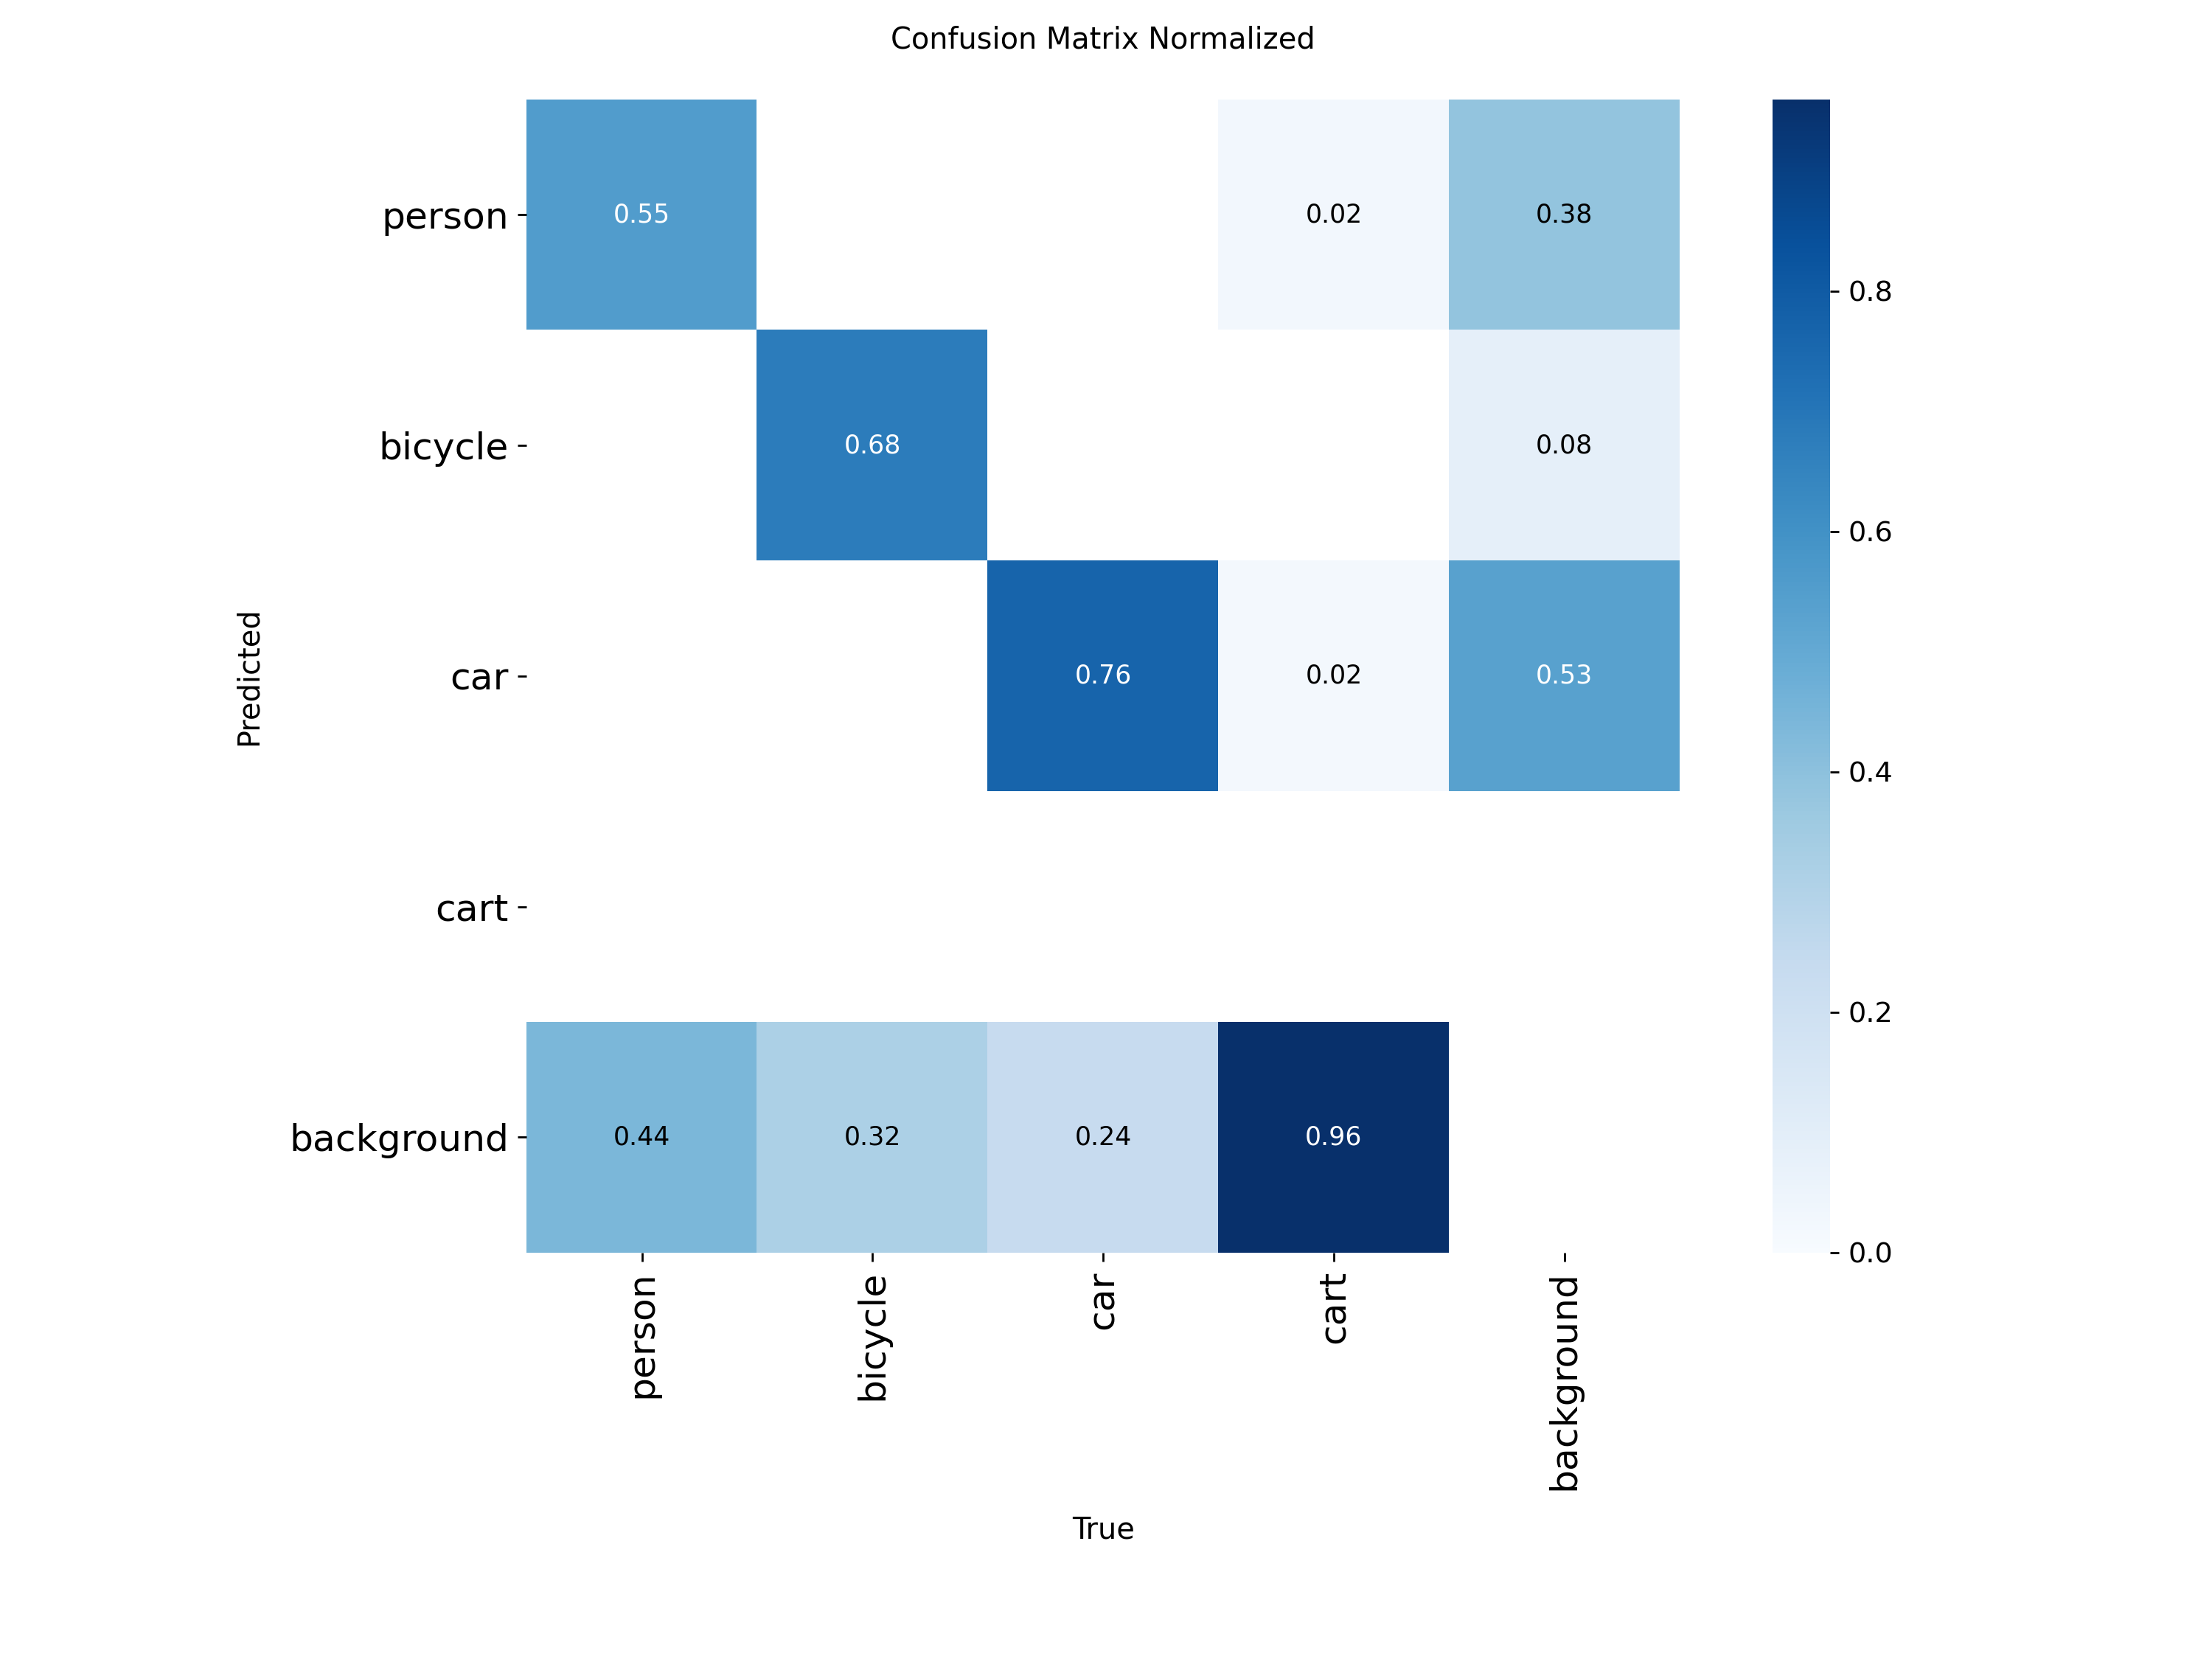 Confusion Matrix Normalized
person
0.55
0.02
0.38
0.8
bicycle
0.68
0.08
0.6
Predicted
car
0.76
0.02
0.53
0.4
cart
0.2
background
0.44
0.32
0.24
0.96
0.0
person
bicycle
car
cart
background
True